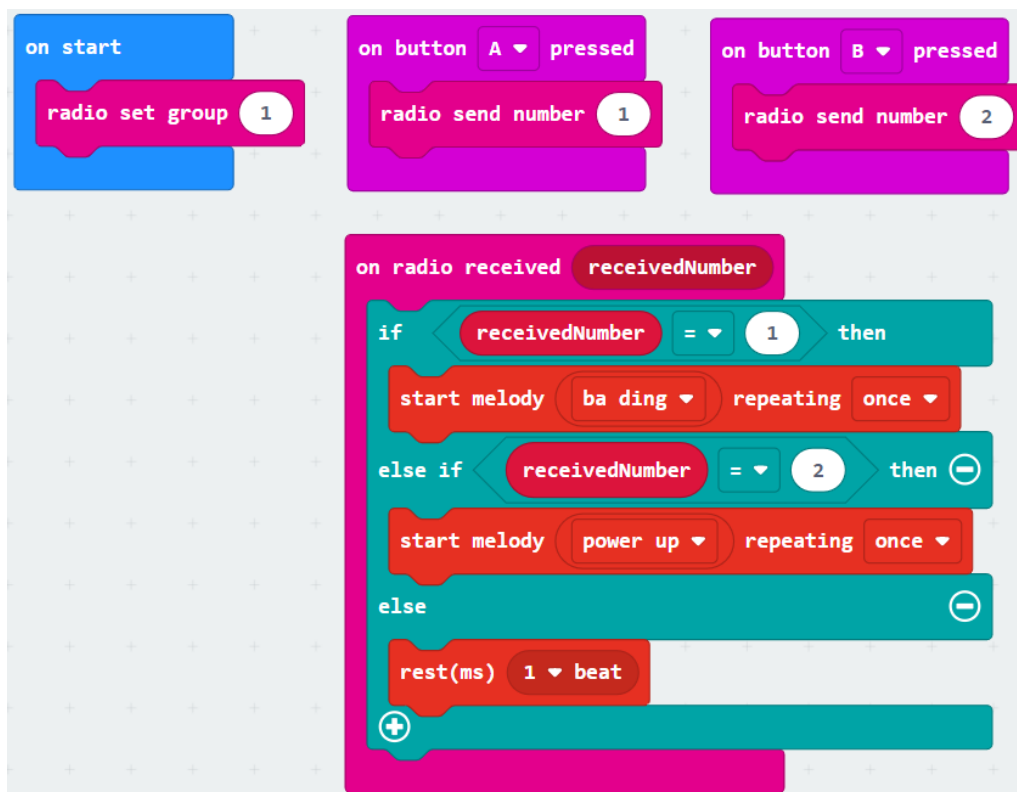 on start
radio set group 1
on button A pressed
radio send number 1
on button B pressed
radio send number 2
on radio received receivedNumber
if receivedNumber = 1 then
start melody ba ding repeating once
else if receivedNumber = 2 then
start melody power up repeating once
else
rest(ms) 1 beat